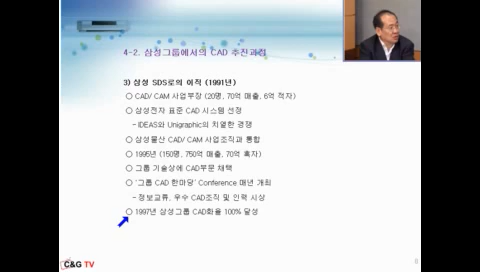 4-2. 삼성그룹에서의 CAD 추진과정
3) 삼성 SDS로의 이직 (1991년)
○ CAD/ CAM 사업부장 (20명, 70억 매출, 6억 적자)
○ 삼성전자 표준 CAD 시스템 선정
- IDEAS와 Unigraphic의 치열한 경쟁
○ 삼성물산 CAD/ CAM 사업조직과 통합
○ 1995년 (150명, 750억 매출, 70억 흑자)
○ 그룹 기술상에 CAD부문 채택
○ '그룹 CAD 한마당' Conference 매년 개최
- 정보교류, 우수 CAD조직 및 인력 시상
○ 1997년 삼성그룹 CAD화율 100% 달성
C&G TV
8